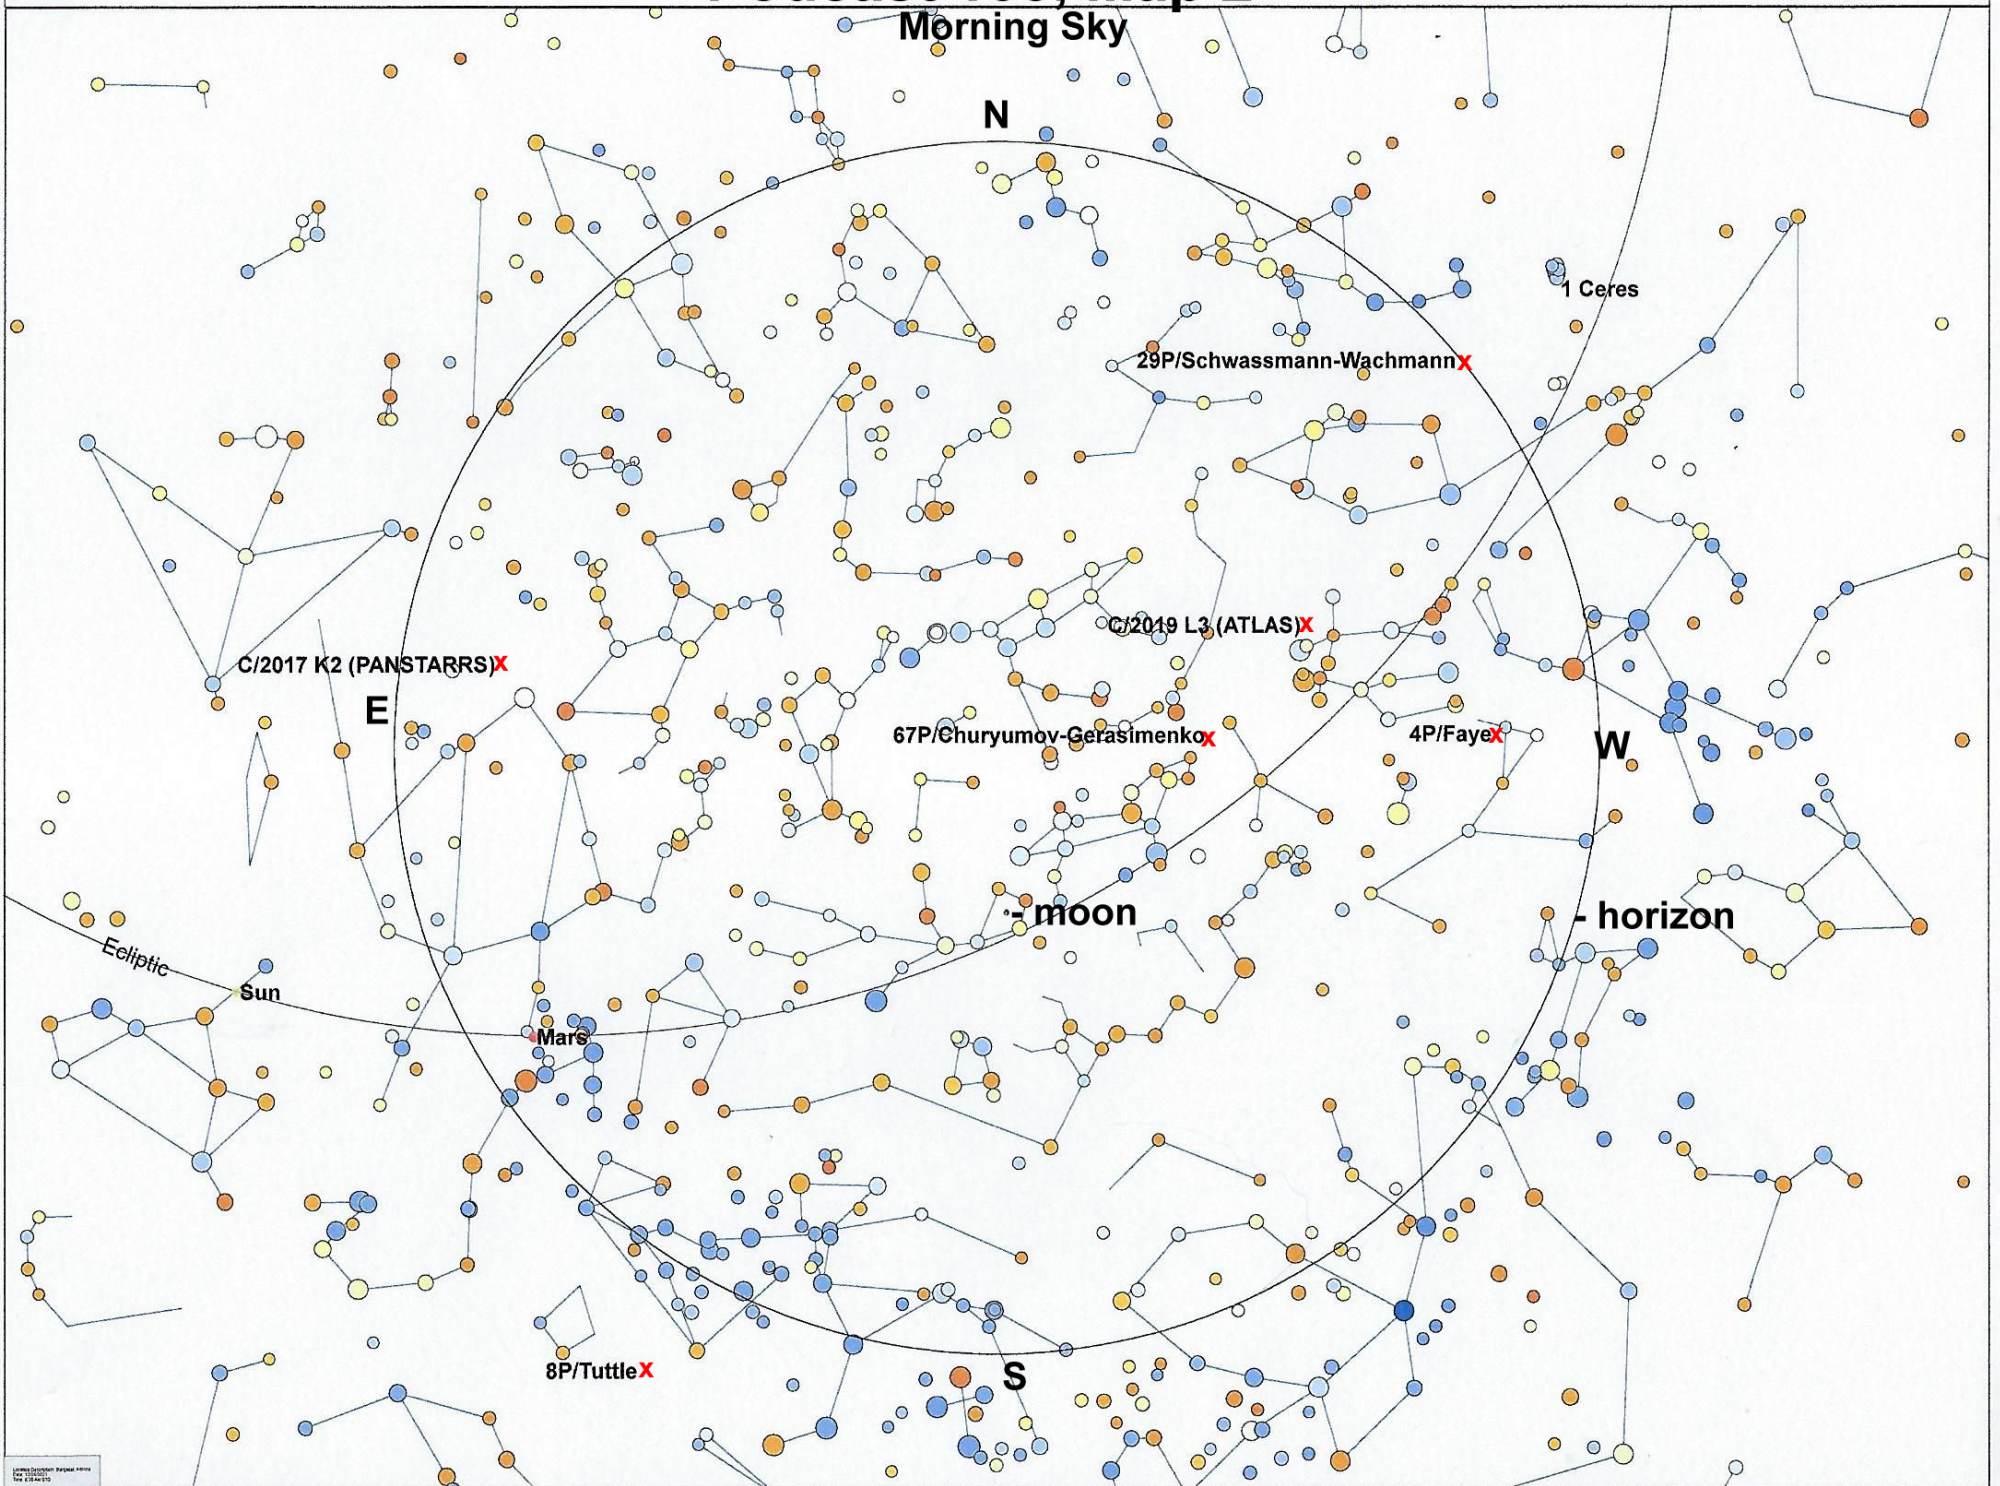 Morning Sky
N
1 Ceres
29P/Schwassmann-Wachmann x
C/2019 L3 (ATLAS) x
C/2017 K2 (PANSTARRS) x
E
67P/Churyumov-Gerasimenko x
4P/Faye x
W
- moon
- horizon
Ecliptic
Sun
Mars
8P/Tuttle x
S